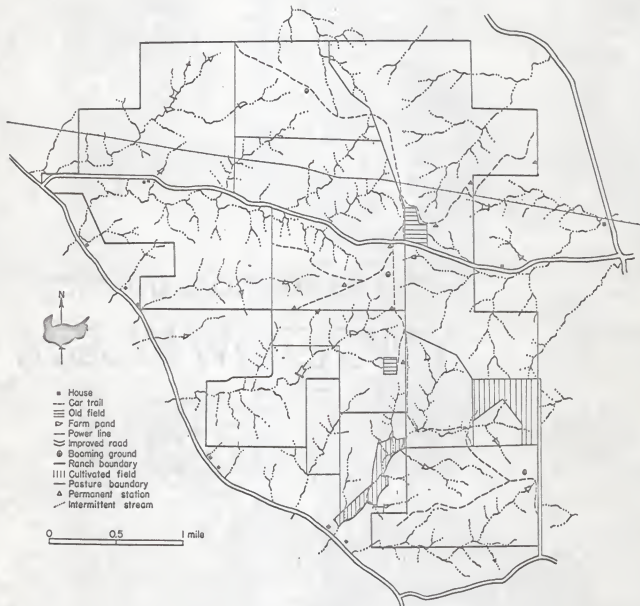 N
House
Car trail
Old field
Farm pond
Power line
Improved road
Booming ground
Ranch boundary
Cultivated field
Pasture boundary
Permanent station
Intermittent stream
0 0.5 1 mile